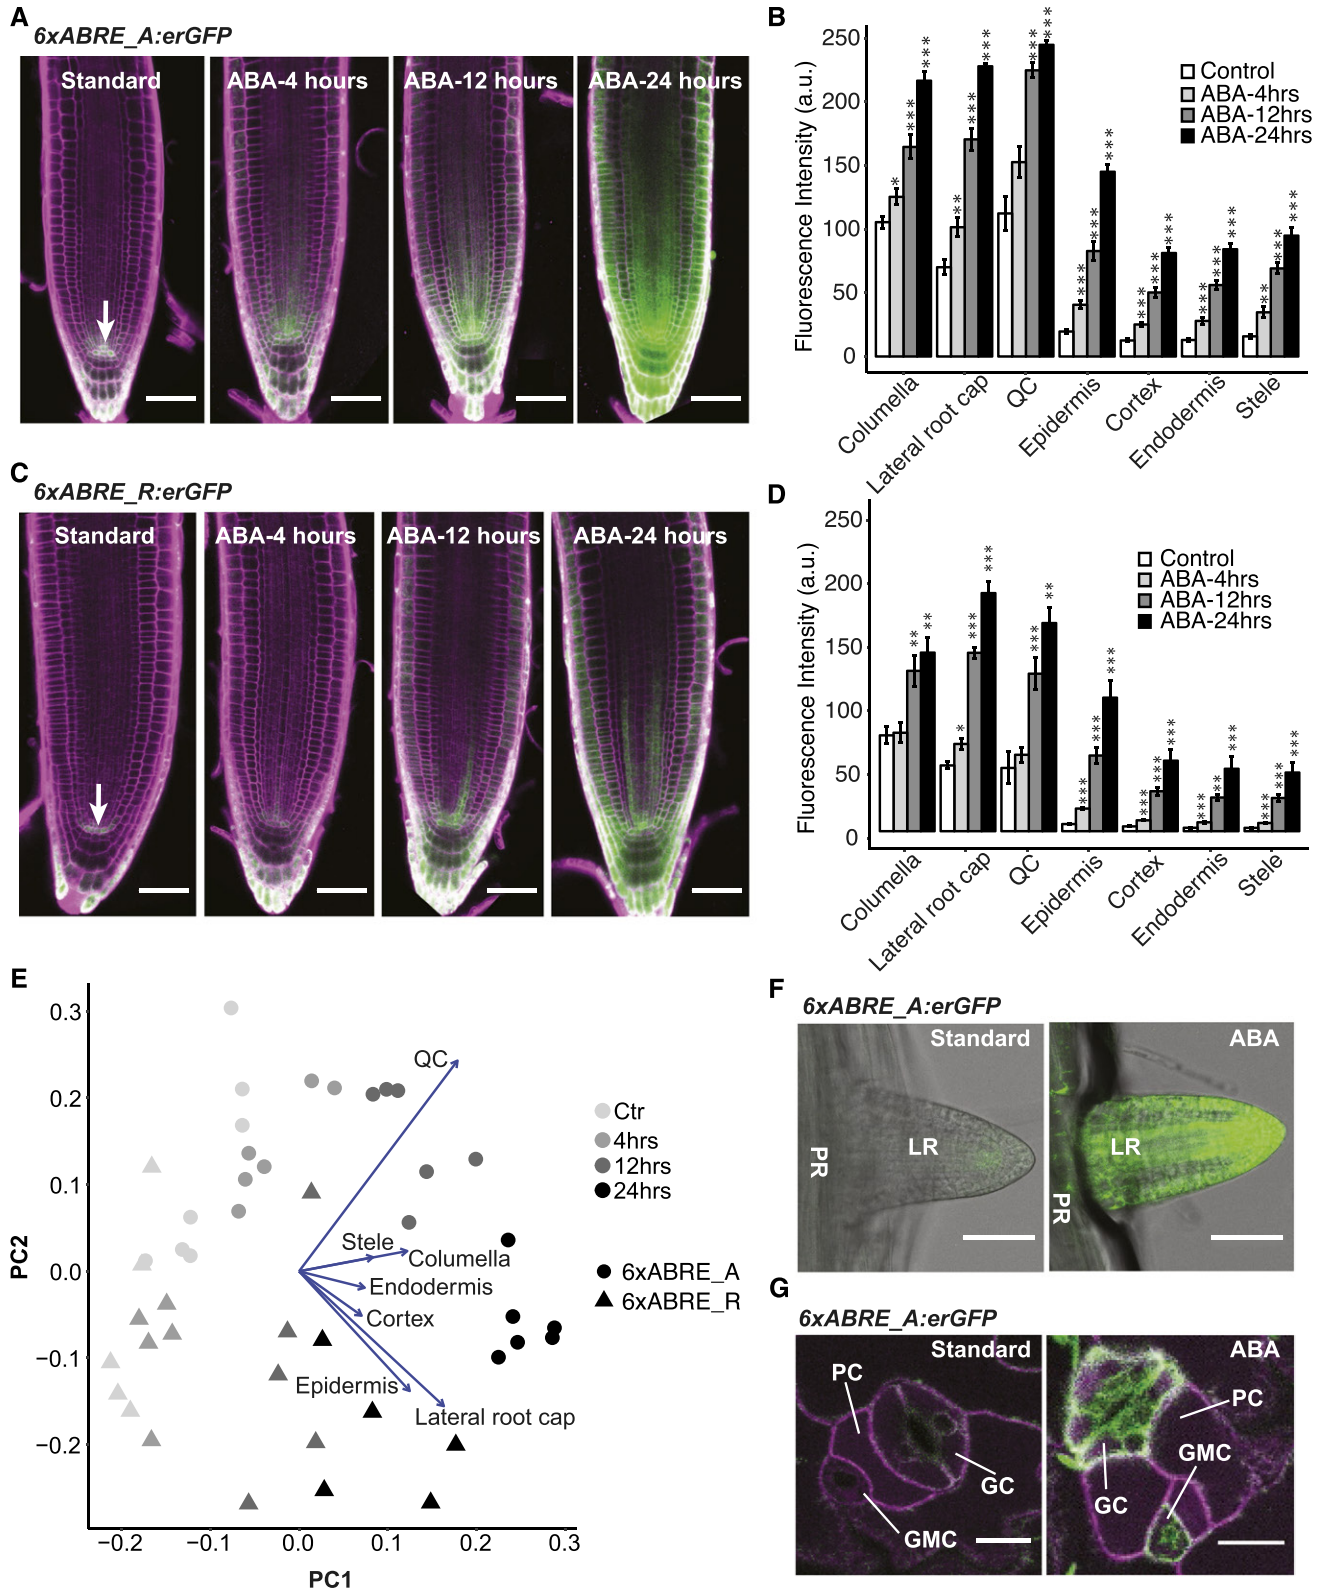 A
6xABRE_A:erGFP
Standard
ABA-4 hours
ABA-12 hours
ABA-24 hours
B
Fluorescence Intensity (a.u.)
250
200
150
100
50
0
Control
ABA-4hrs
ABA-12hrs
ABA-24hrs
*
***
***
**
***
***
***
***
***
***
***
***
***
***
***
***
***
**
***
***
Columella
Lateral root cap
QC
Epidermis
Cortex
Endodermis
Stele
C
6xABRE_R:erGFP
Standard
ABA-4 hours
ABA-12 hours
ABA-24 hours
D
Fluorescence Intensity (a.u.)
250
200
150
100
50
0
Control
ABA-4hrs
ABA-12hrs
ABA-24hrs
**
**
*
***
***
***
**
***
***
***
***
***
***
***
**
***
***
***
***
Columella
Lateral root cap
QC
Epidermis
Cortex
Endodermis
Stele
E
PC2
0.3
0.2
0.1
0.0
−0.1
−0.2
QC
Stele
Columella
Endodermis
Cortex
Epidermis
Lateral root cap
Ctr
4hrs
12hrs
24hrs
6xABRE_A
6xABRE_R
−0.2
−0.1
0.0
0.1
0.2
0.3
PC1
F
6xABRE_A:erGFP
Standard
LR
PR
ABA
LR
PR
G
6xABRE_A:erGFP
Standard
PC
GC
GMC
ABA
PC
GMC
GC